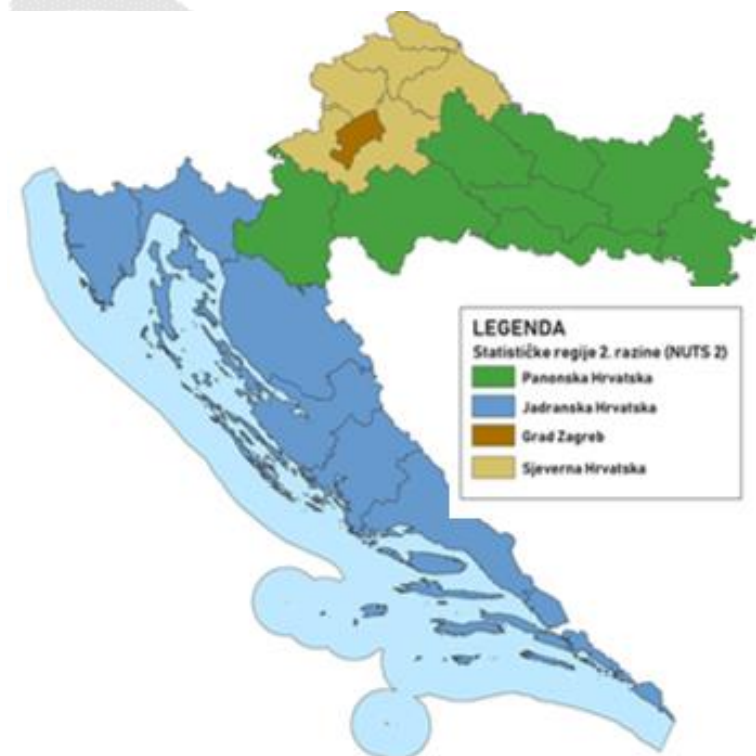 LEGENDA
Statističke regije 2. razine (NUTS 2)
Panonska Hrvatska
Jadranska Hrvatska
Grad Zagreb
Sjeverna Hrvatska